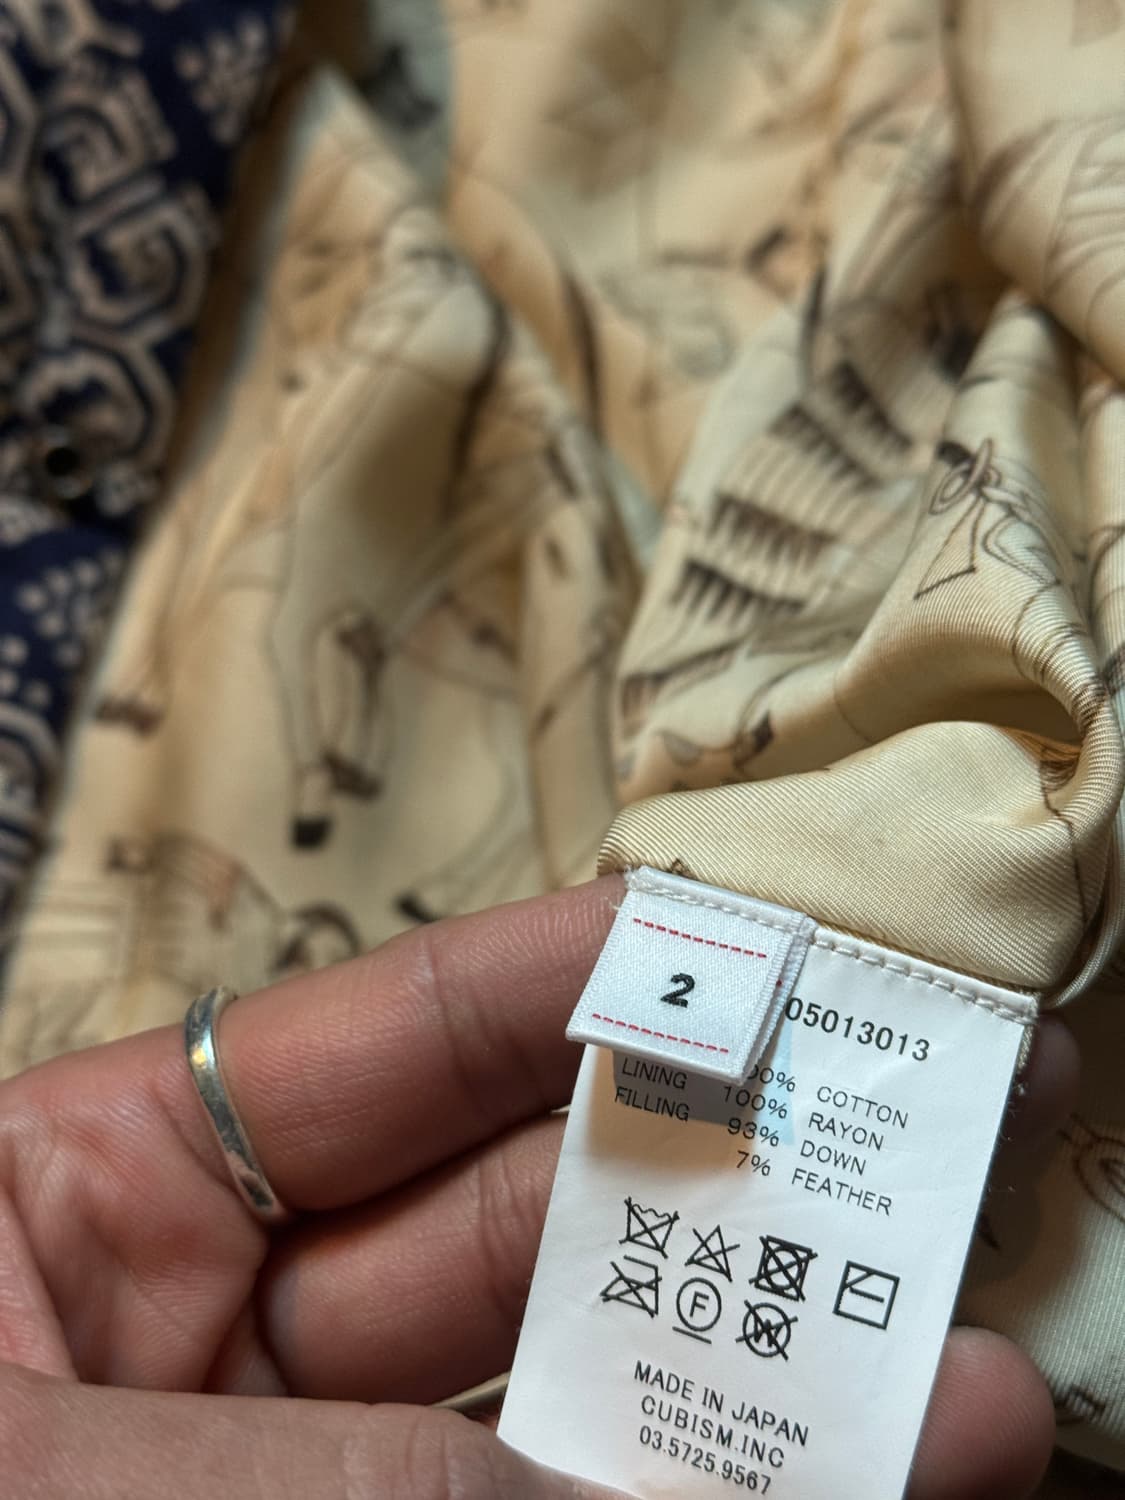 2
05013013
COTTON
LINING 100% RAYON
FILLING 93% DOWN
7% FEATHER
F
W
MADE IN JAPAN
CUBISM.INC
03.5725.9567